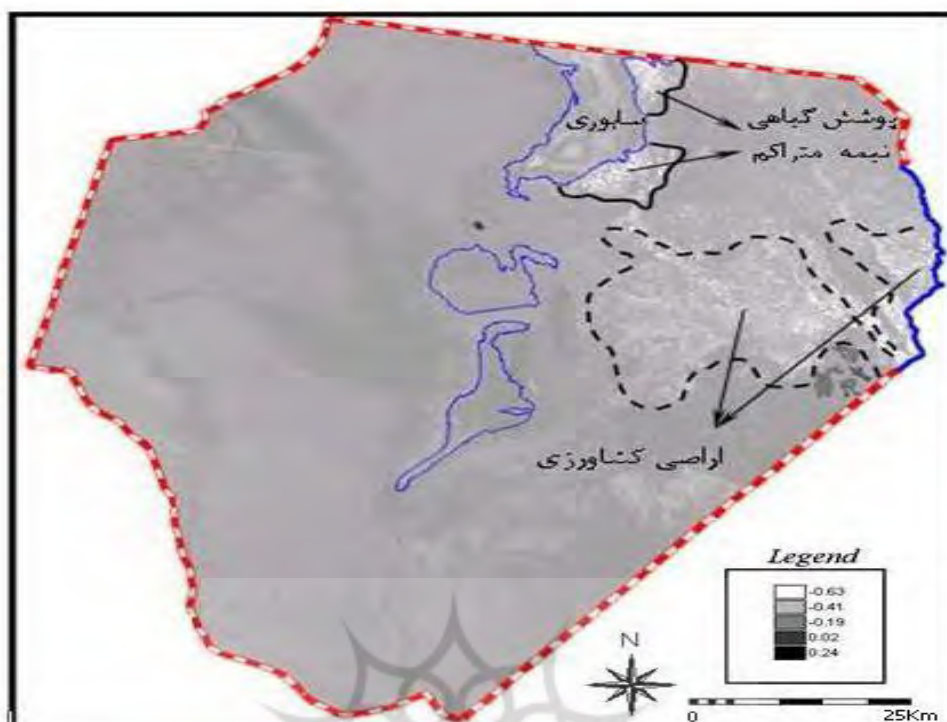 پوشش گیاهی
نیمه متراکم
سابوری
اراضی کشاورزی
Legend
-0.63
-0.41
-0.19
0.02
0.24
N
0 25Km